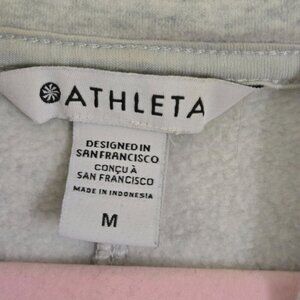 ATHLETA
DESIGNED IN
SAN FRANCISCO
CONÇU À
SAN FRANCISCO
MADE IN INDONESIA
M